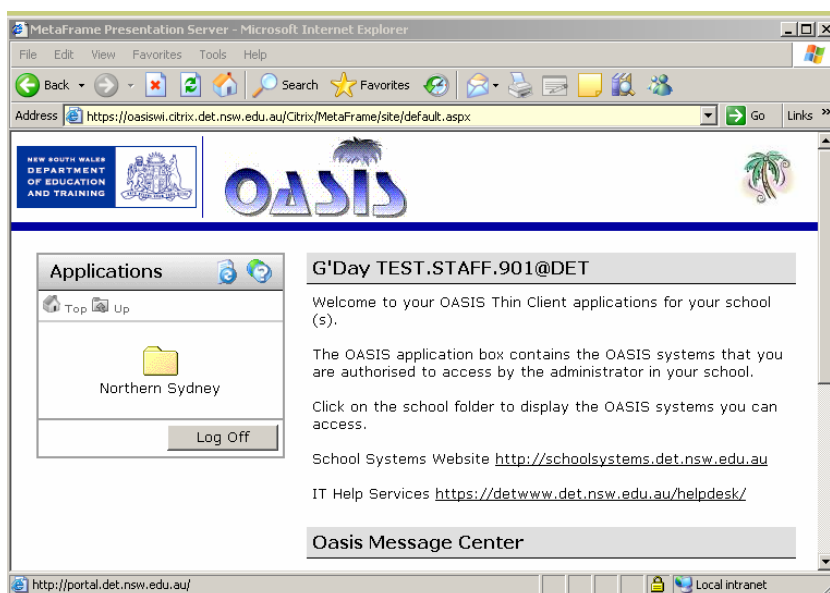 MetaFrame Presentation Server - Microsoft Internet Explorer
File Edit View Favorites Tools Help
Back Search Favorites
Address https://oasiswi.citrix.det.nsw.edu.au/Citrix/MetaFrame/site/default.aspx Go Links »
NEW SOUTH WALES
DEPARTMENT
OF EDUCATION
AND TRAINING
OASIS
Applications
Top Up
Northern Sydney
Log Off
G'Day TEST.STAFF.901@DET
Welcome to your OASIS Thin Client applications for your school
(s).
The OASIS application box contains the OASIS systems that you
are authorised to access by the administrator in your school.
Click on the school folder to display the OASIS systems you can
access.
School Systems Website http://schoolsystems.det.nsw.edu.au
IT Help Services https://detwww.det.nsw.edu.au/helpdesk/
Oasis Message Center
http://portal.det.nsw.edu.au/ Local intranet